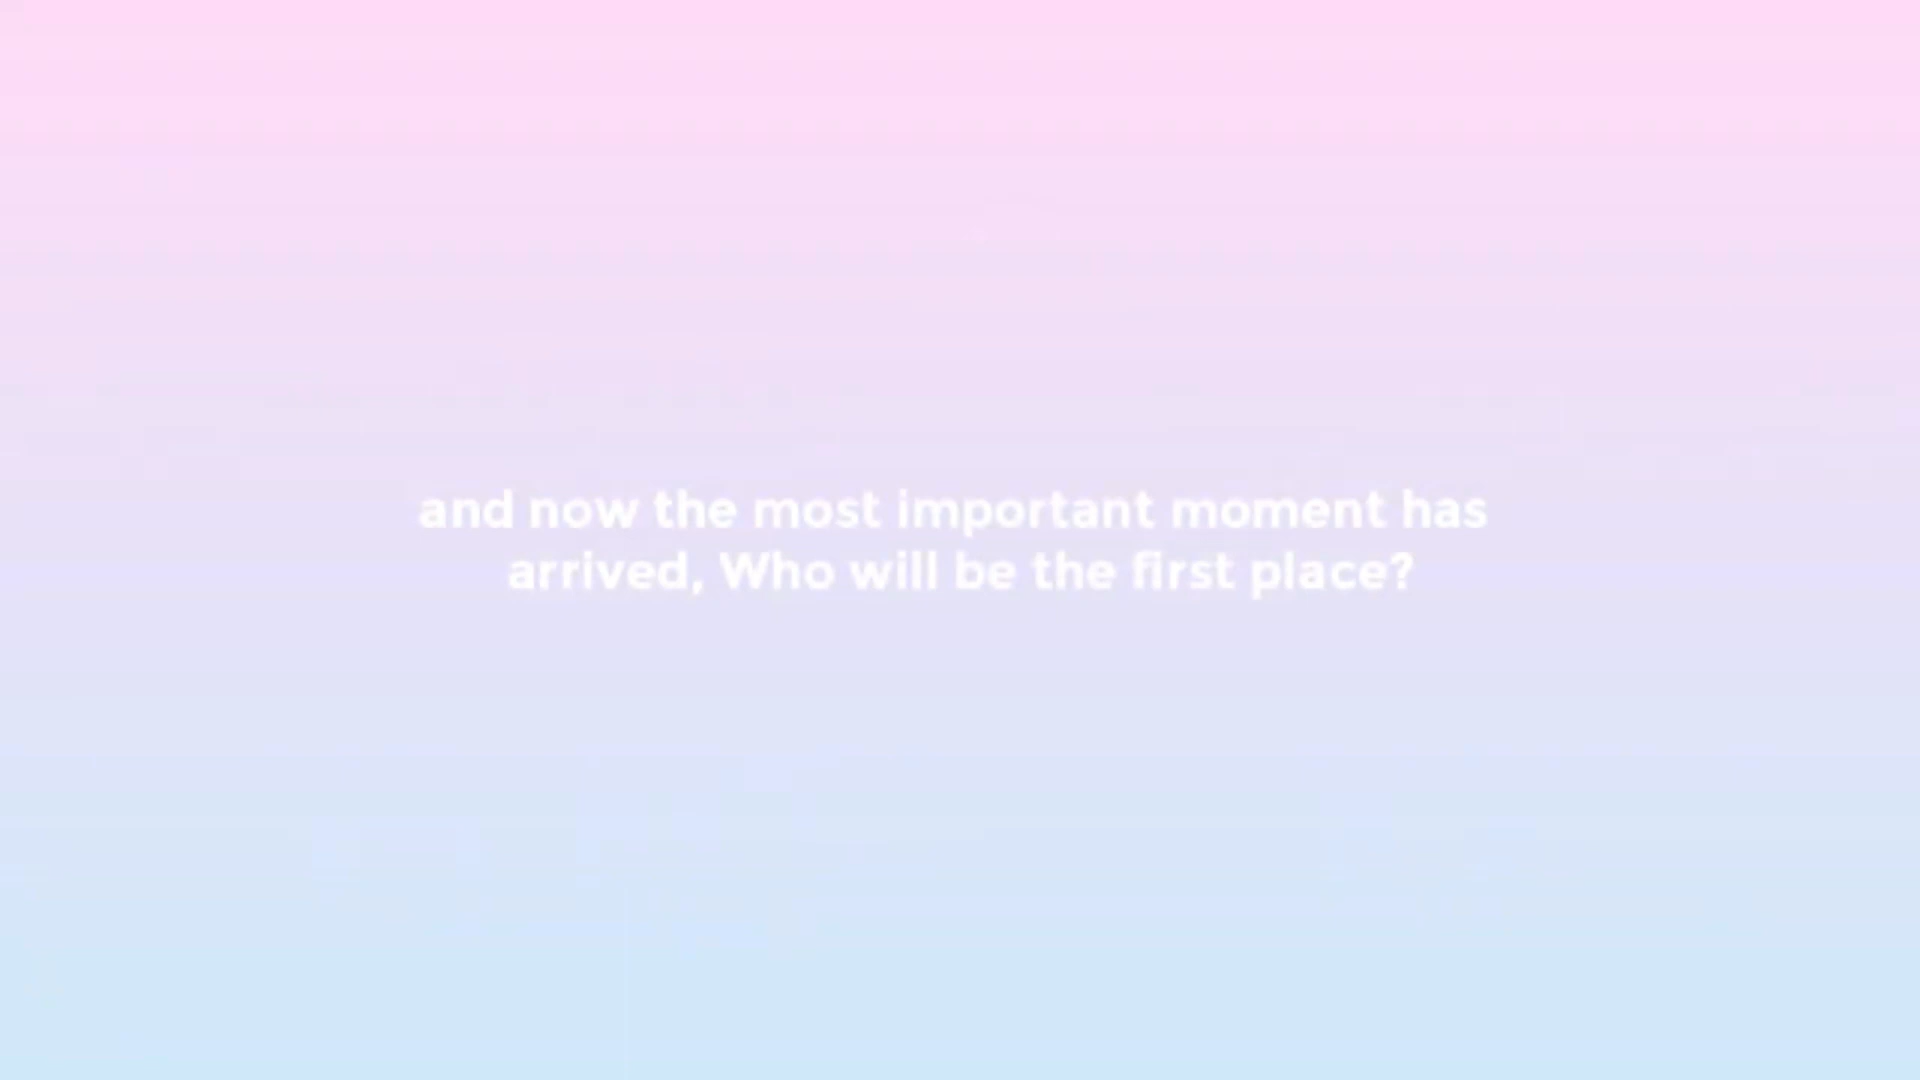 and now the most important moment has
arrived, Who will be the first place?